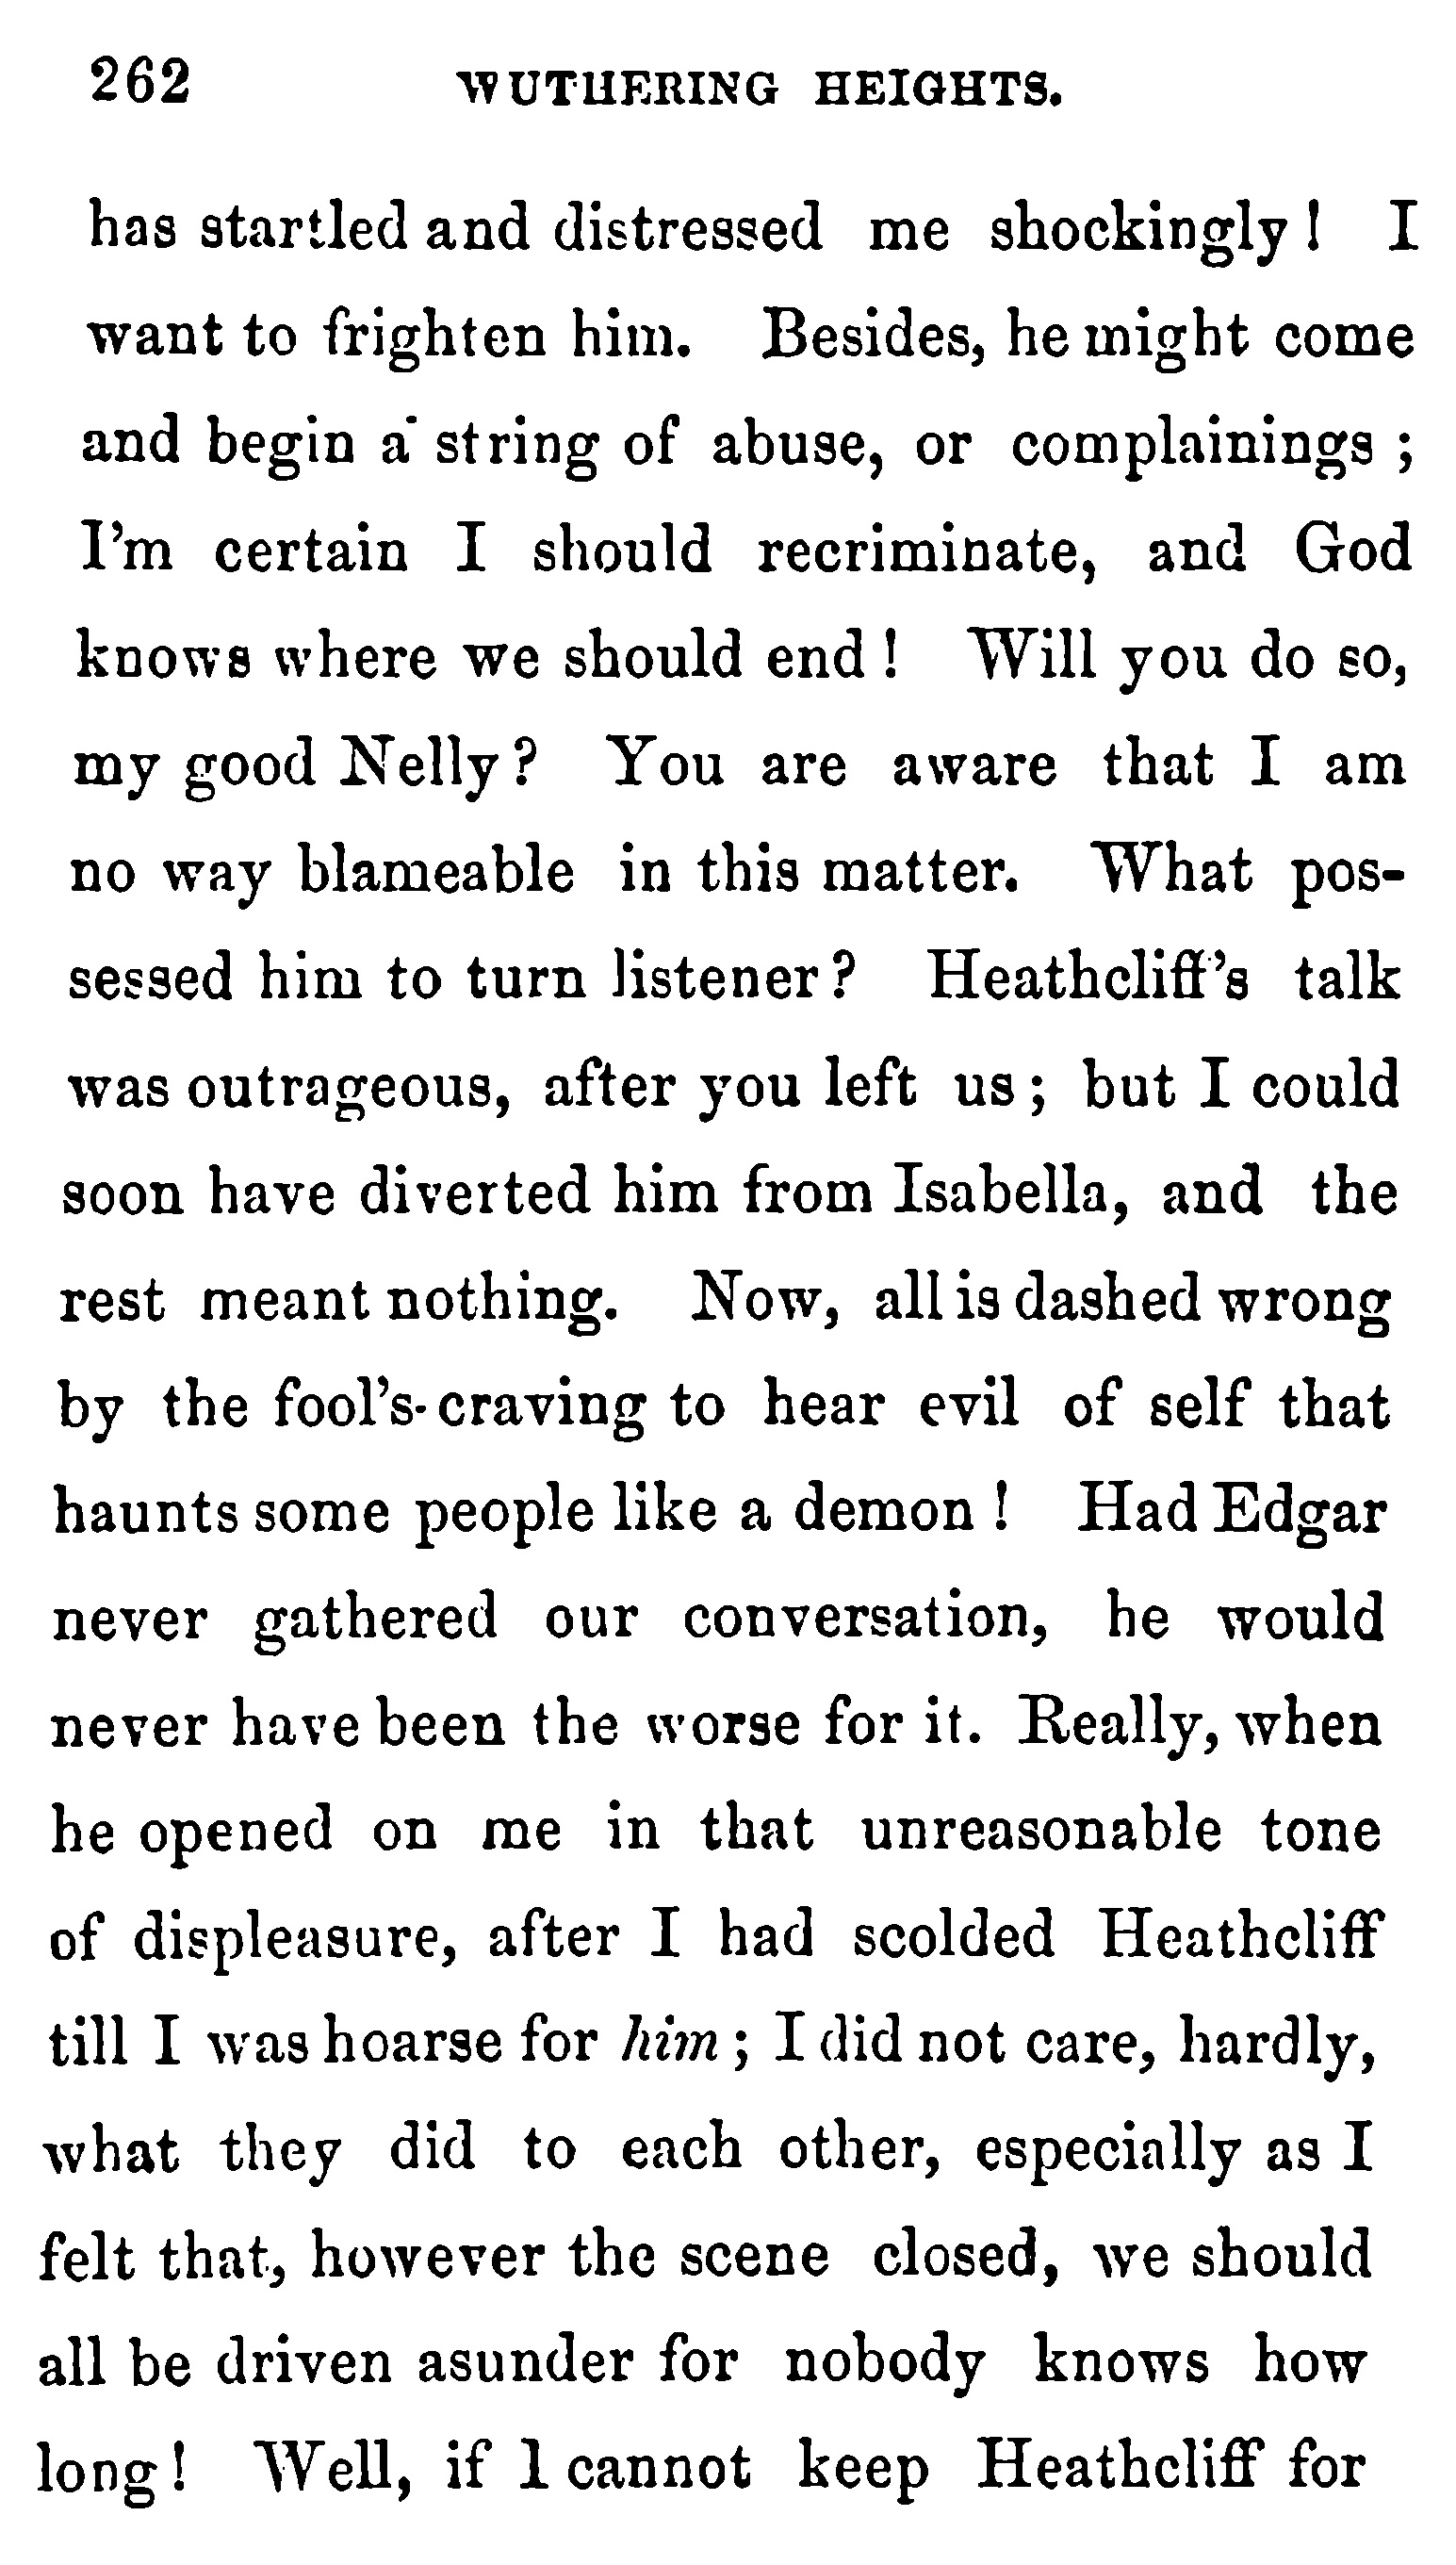 262 WUTHERING HEIGHTS.
has startled and distressed me shockingly! I
want to frighten him. Besides, he might come
and begin a string of abuse, or complainings;
I'm certain I should recriminate, and God
knows where we should end! Will you do so,
my good Nelly? You are aware that I am
no way blameable in this matter. What pos-
sessed him to turn listener? Heathcliff's talk
was outrageous, after you left us; but I could
soon have diverted him from Isabella, and the
rest meant nothing. Now, all is dashed wrong
by the fool's-craving to hear evil of self that
haunts some people like a demon! Had Edgar
never gathered our conversation, he would
never have been the worse for it. Really, when
he opened on me in that unreasonable tone
of displeasure, after I had scolded Heathcliff
till I was hoarse for him; I did not care, hardly,
what they did to each other, especially as I
felt that, however the scene closed, we should
all be driven asunder for nobody knows how
long! Well, if I cannot keep Heathcliff for